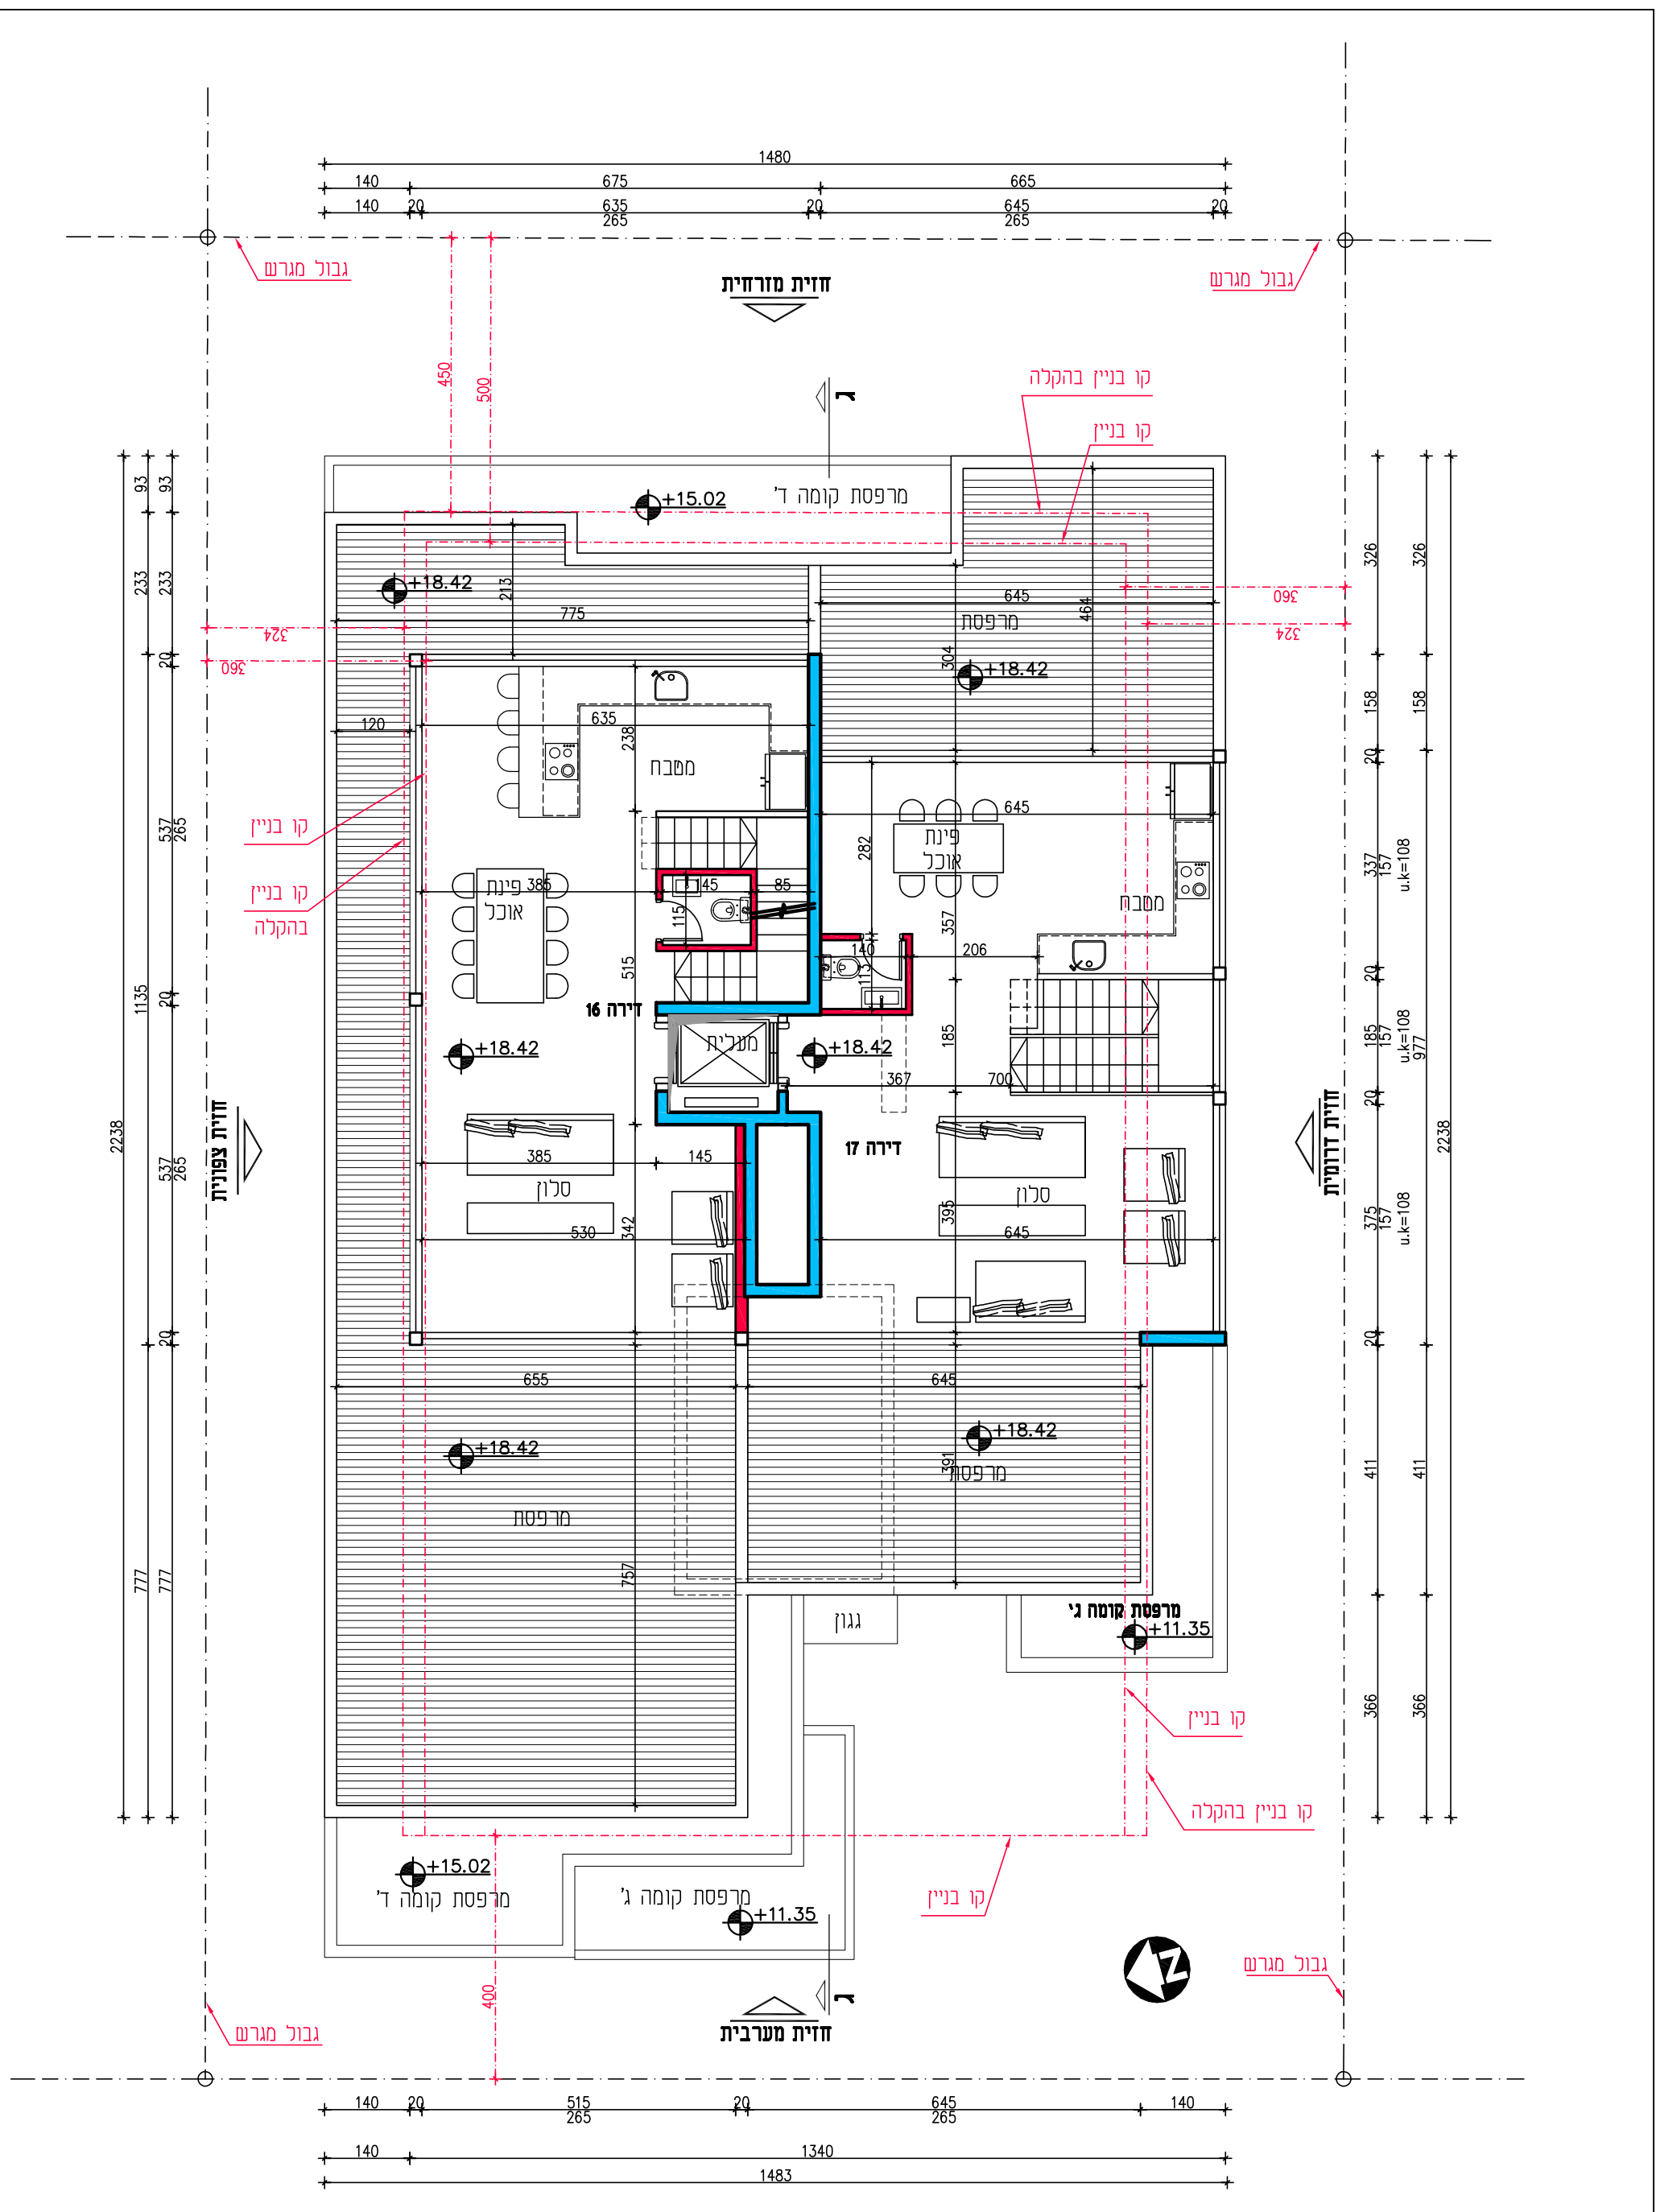 1480
140 675 665
140 20 635 20 645 20
265 265
גבול מגרש
גבול מגרש
חזית מזרחית
450
500
קו בניין בהקלה
קו בניין
ג
93 93
מרפסת קומה ד'
+15.02
326 326
233 233
+18.42
213
775
645
מרפסת
464
360
324
324
360
304
+18.42
20
158 158
120
635
238
מטבח
20
645
פינת
אוכל
282
קו בניין
537
265
337
157
u.k=108
פינת
אוכל
385
145
85
115
מטבח
357
קו בניין
בהקלה
140
206
113
515
20
1135
20
דירה 16
מעלית
+18.42
+18.42
185
185
157
u.k=108
977
367
700
20
2238
חזית צפונית
חזית דרומית
2238
דירה 17
385
145
סלון
סלון
537
265
530
342
395
645
375
157
u.k=108
20
20
655
645
+18.42
+18.42
391
מרפסת
מרפסת
411 411
777 777
757
גגון
מרפסת קומה ג'
+11.35
366 366
קו בניין
קו בניין בהקלה
+15.02
מרפסת קומה ד'
מרפסת קומה ג'
+11.35
קו בניין
400
N
גבול מגרש
ג
חזית מערבית
גבול מגרש
140 20 515 20 645 140
265 265
140 1340
1483